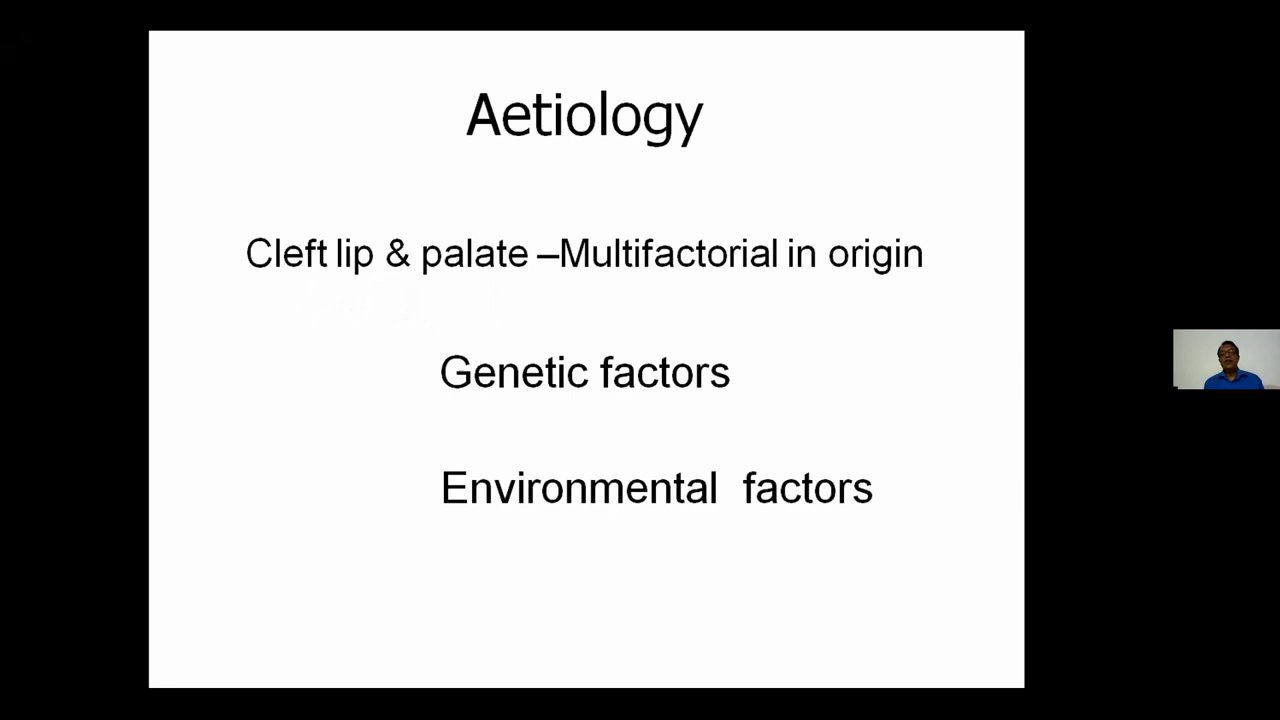 Aetiology
Cleft lip & palate –Multifactorial in origin
Genetic factors
Environmental factors